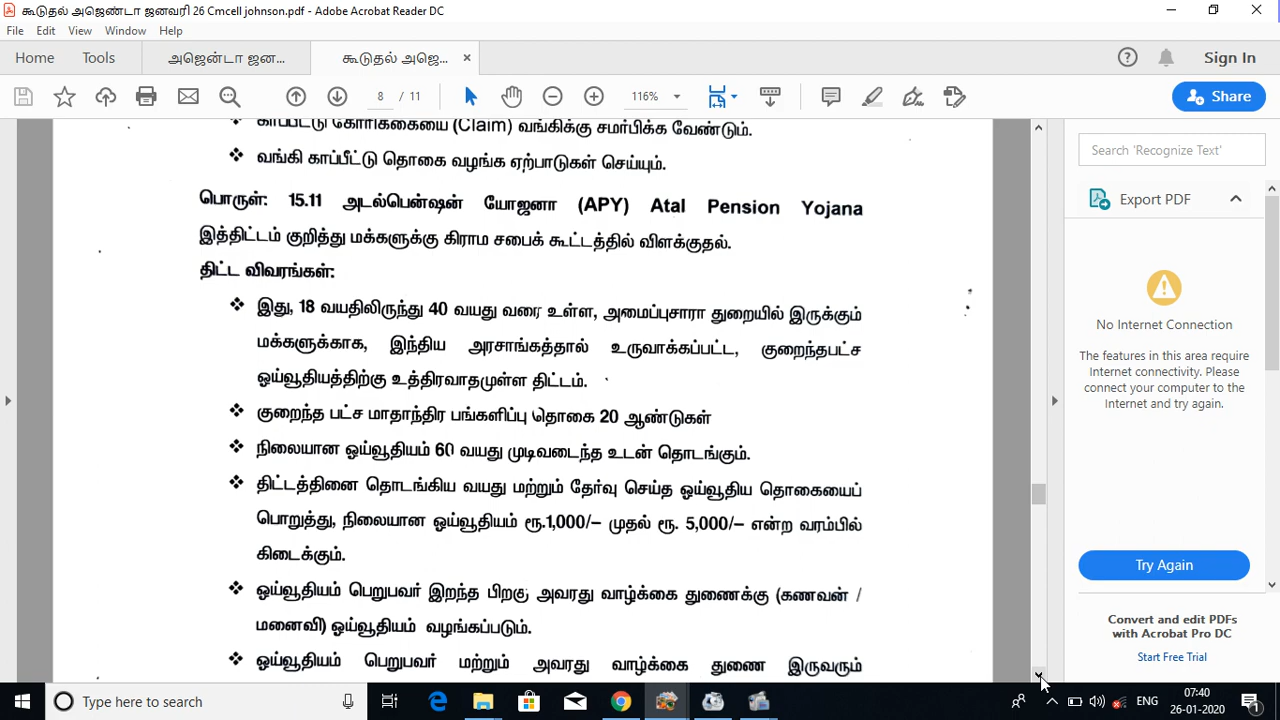 கூடுதல் அஜெண்டா ஜனவரி 26 Cmcell johnson.pdf - Adobe Acrobat Reader DC
File Edit View Window Help
Home Tools அஜென்டா ஜன... கூடுதல் அஜெ... × Sign In
8 / 11 116% Share
காப்பீட்டு கோரிக்கையை (Claim) வங்கிக்கு சமர்பிக்க வேண்டும்.
❖ வங்கி காப்பீட்டு தொகை வழங்க ஏற்பாடுகள் செய்யும்.
பொருள்: 15.11 அடல்பென்ஷன் யோஜனா (APY) Atal Pension Yojana
இத்திட்டம் குறித்து மக்களுக்கு கிராம சபைக் கூட்டத்தில் விளக்குதல்.
திட்ட விவரங்கள்:
❖ இது, 18 வயதிலிருந்து 40 வயது வரை உள்ள, அமைப்புசாரா துறையில் இருக்கும்
மக்களுக்காக, இந்திய அரசாங்கத்தால் உருவாக்கப்பட்ட, குறைந்தபட்ச
ஓய்வூதியத்திற்கு உத்திரவாதமுள்ள திட்டம்.
❖ குறைந்த பட்ச மாதாந்திர பங்களிப்பு தொகை 20 ஆண்டுகள்
❖ நிலையான ஓய்வூதியம் 60 வயது முடிவடைந்த உடன் தொடங்கும்.
❖ திட்டத்தினை தொடங்கிய வயது மற்றும் தேர்வு செய்த ஓய்வூதிய தொகையைப்
பொறுத்து, நிலையான ஓய்வூதியம் ரூ.1,000/– முதல் ரூ. 5,000/– என்ற வரம்பில்
கிடைக்கும்.
❖ ஓய்வூதியம் பெறுபவர் இறந்த பிறகு அவரது வாழ்க்கை துணைக்கு (கணவன் /
மனைவி) ஓய்வூதியம் வழங்கப்படும்.
❖ ஓய்வூதியம் பெறுபவர் மற்றும் அவரது வாழ்க்கை துணை இருவரும்
Search 'Recognize Text'
Export PDF
No Internet Connection
The features in this area require
Internet connectivity. Please
connect your computer to the
Internet and try again.
Try Again
Convert and edit PDFs
with Acrobat Pro DC
Start Free Trial
Type here to search
ENG
07:40
26-01-2020
1